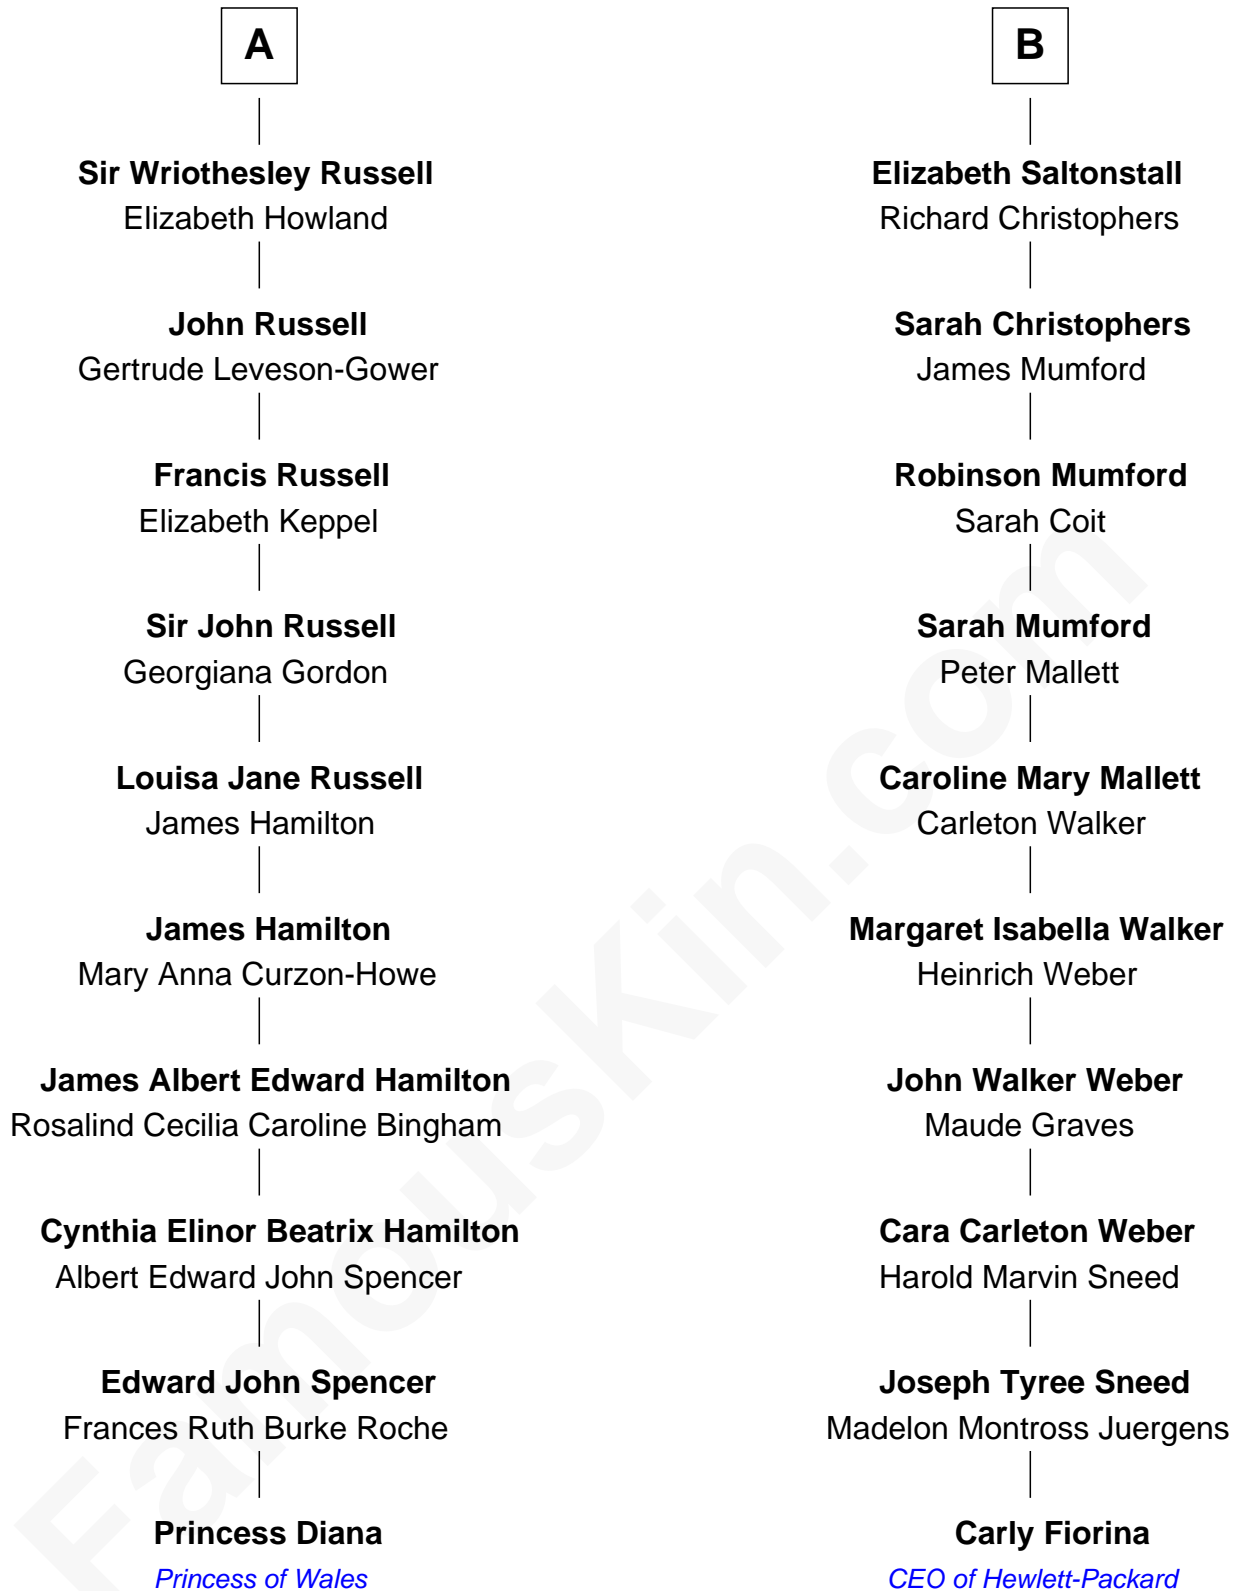 A
Sir Wriothesley Russell
Elizabeth Howland
John Russell
Gertrude Leveson-Gower
Francis Russell
Elizabeth Keppel
Sir John Russell
Georgiana Gordon
Louisa Jane Russell
James Hamilton
James Hamilton
Mary Anna Curzon-Howe
James Albert Edward Hamilton
Rosalind Cecilia Caroline Bingham
Cynthia Elinor Beatrix Hamilton
Albert Edward John Spencer
Edward John Spencer
Frances Ruth Burke Roche
Princess Diana
Princess of Wales
B
Elizabeth Saltonstall
Richard Christophers
Sarah Christophers
James Mumford
Robinson Mumford
Sarah Coit
Sarah Mumford
Peter Mallett
Caroline Mary Mallett
Carleton Walker
Margaret Isabella Walker
Heinrich Weber
John Walker Weber
Maude Graves
Cara Carleton Weber
Harold Marvin Sneed
Joseph Tyree Sneed
Madelon Montross Juergens
Carly Fiorina
CEO of Hewlett-Packard
FamousKin.com